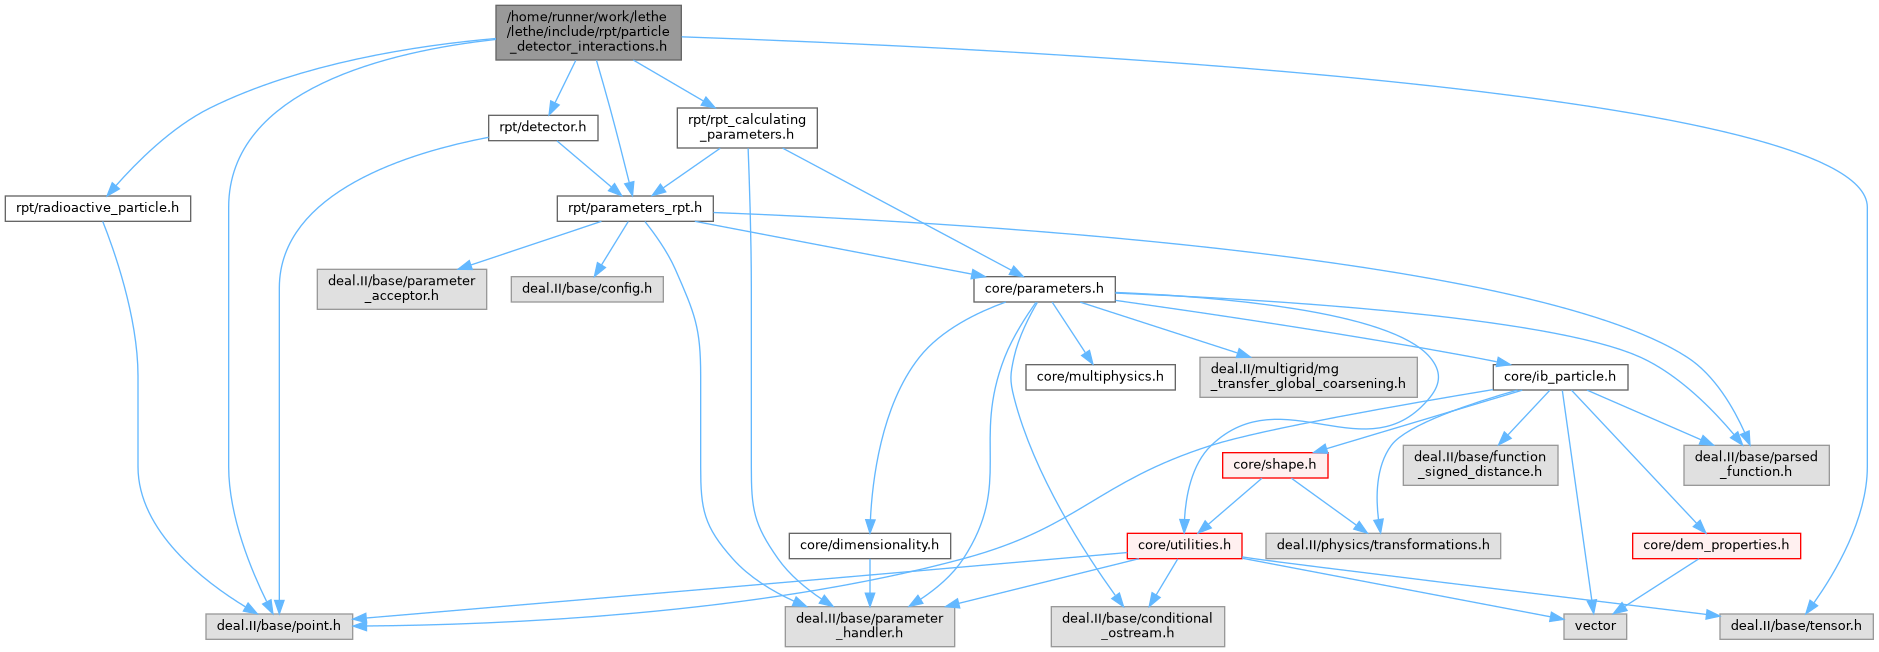 /home/runner/work/lethe
/lethe/include/rpt/particle
_detector_interactions.h
rpt/detector.h
rpt/rpt_calculating
_parameters.h
rpt/radioactive_particle.h
rpt/parameters_rpt.h
deal.II/base/parameter
_acceptor.h
deal.II/base/config.h
core/parameters.h
core/multiphysics.h
deal.II/multigrid/mg
_transfer_global_coarsening.h
core/ib_particle.h
core/shape.h
deal.II/base/function
_signed_distance.h
deal.II/base/parsed
_function.h
core/dimensionality.h
core/utilities.h
deal.II/physics/transformations.h
core/dem_properties.h
deal.II/base/point.h
deal.II/base/parameter
_handler.h
deal.II/base/conditional
_ostream.h
vector
deal.II/base/tensor.h